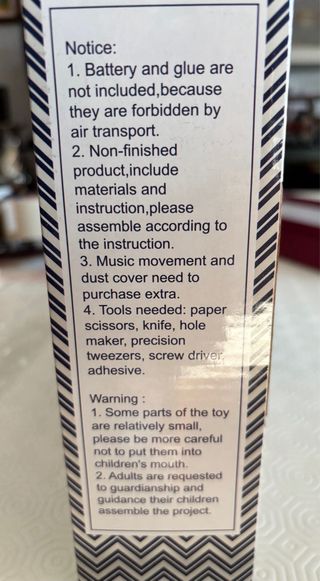 Notice:
1. Battery and glue are
not included,because
they are forbidden by
air transport.
2. Non-finished
product,include
materials and
instruction,please
assemble according to
the instruction.
3. Music movement and
dust cover need to
purchase extra.
4. Tools needed: paper
scissors, knife, hole
maker, precision
tweezers, screw driver,
adhesive.
Warning :
1. Some parts of the toy
are relatively small,
please be more careful
not to put them into
children's mouth.
2. Adults are requested
to guardianship and
guidance their children
assemble the project.